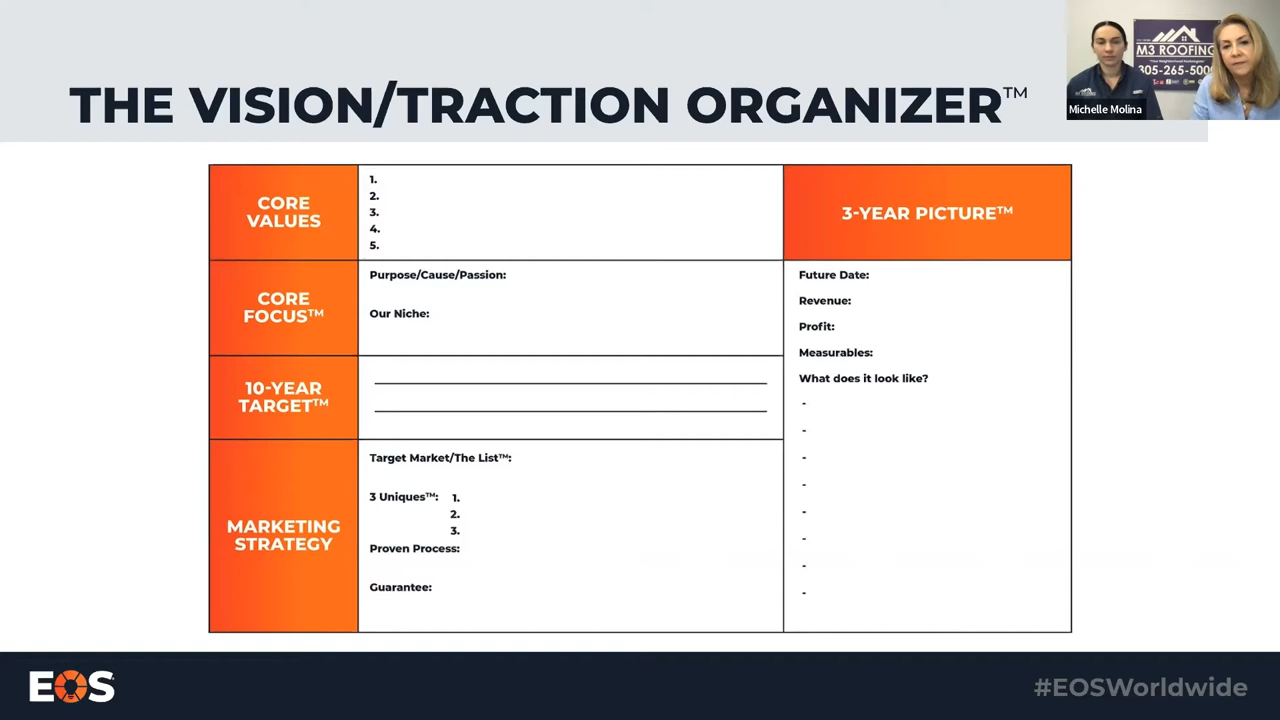 THE VISION/TRACTION ORGANIZER™
M3 ROOFING
305-265-5000
Michelle Molina
CORE
VALUES
1.
2.
3.
4.
5.
3-YEAR PICTURE™
CORE
FOCUS™
Purpose/Cause/Passion:
Our Niche:
10-YEAR
TARGET™
MARKETING
STRATEGY
Target Market/The List™:
3 Uniques™: 1.
2.
3.
Proven Process:
Guarantee:
Future Date:
Revenue:
Profit:
Measurables:
What does it look like?
-
-
-
-
-
-
-
-
EOS
#EOSWorldwide